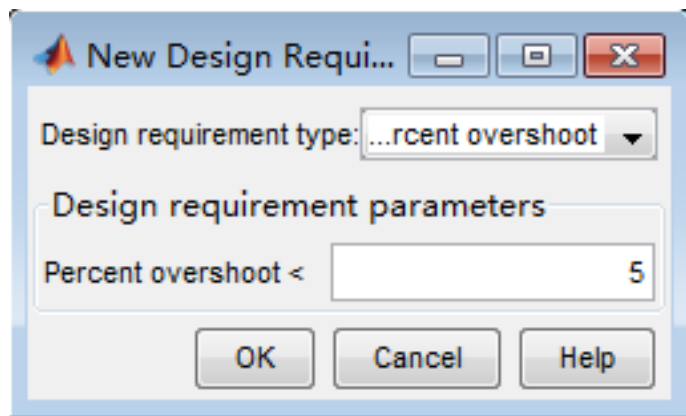 New Design Requi...
Design requirement type: ...rcent overshoot
Design requirement parameters
Percent overshoot < 5
OK Cancel Help